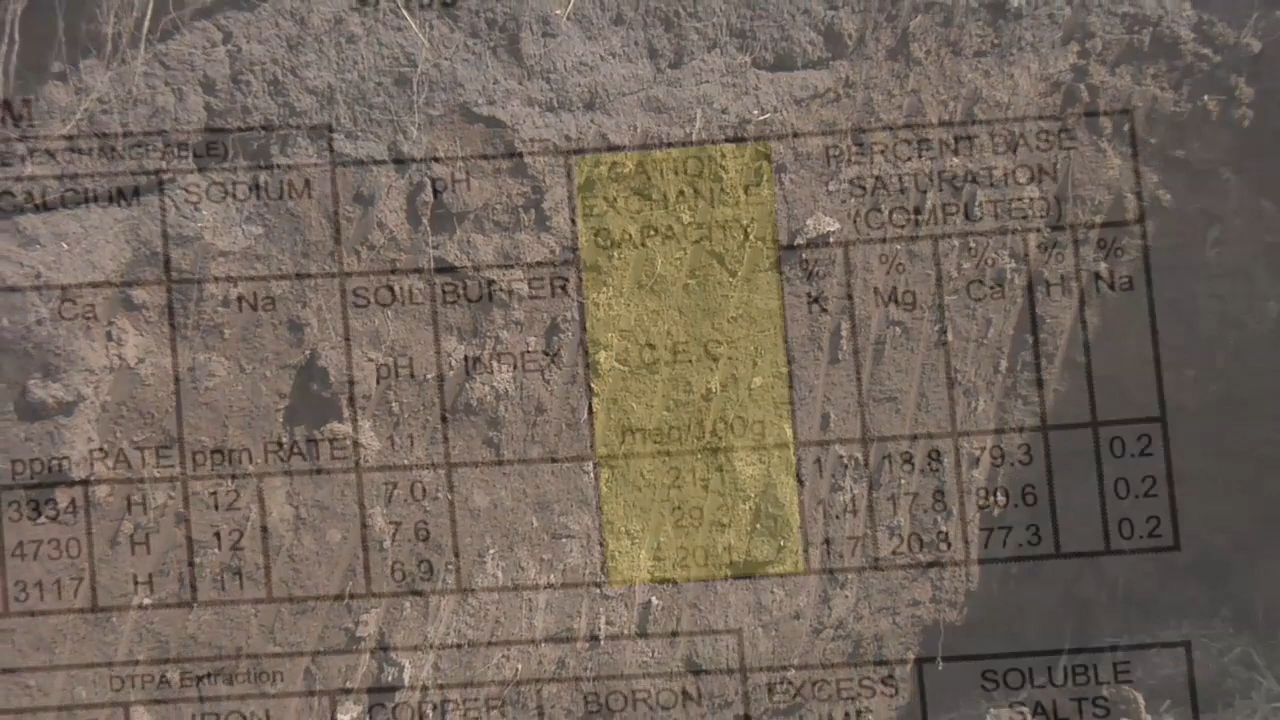 (EXCHANGEABLE)
CALCIUM SODIUM pH CATION EXCHANGE CAPACITY PERCENT BASE SATURATION (COMPUTED)
Ca Na SOIL pH BUFFER INDEX C.E.C. % K % Mg % Ca % H % Na
ppm RATE ppm RATE 1:1 meq/100g
3334 H 12 7.0 18.8 79.3 0.2
4730 H 12 7.6 1.4 17.8 80.6 0.2
3117 H 11 6.9 1.7 20.8 77.3 0.2
DTPA Extraction
IRON COPPER BORON EXCESS SOLUBLE SALTS